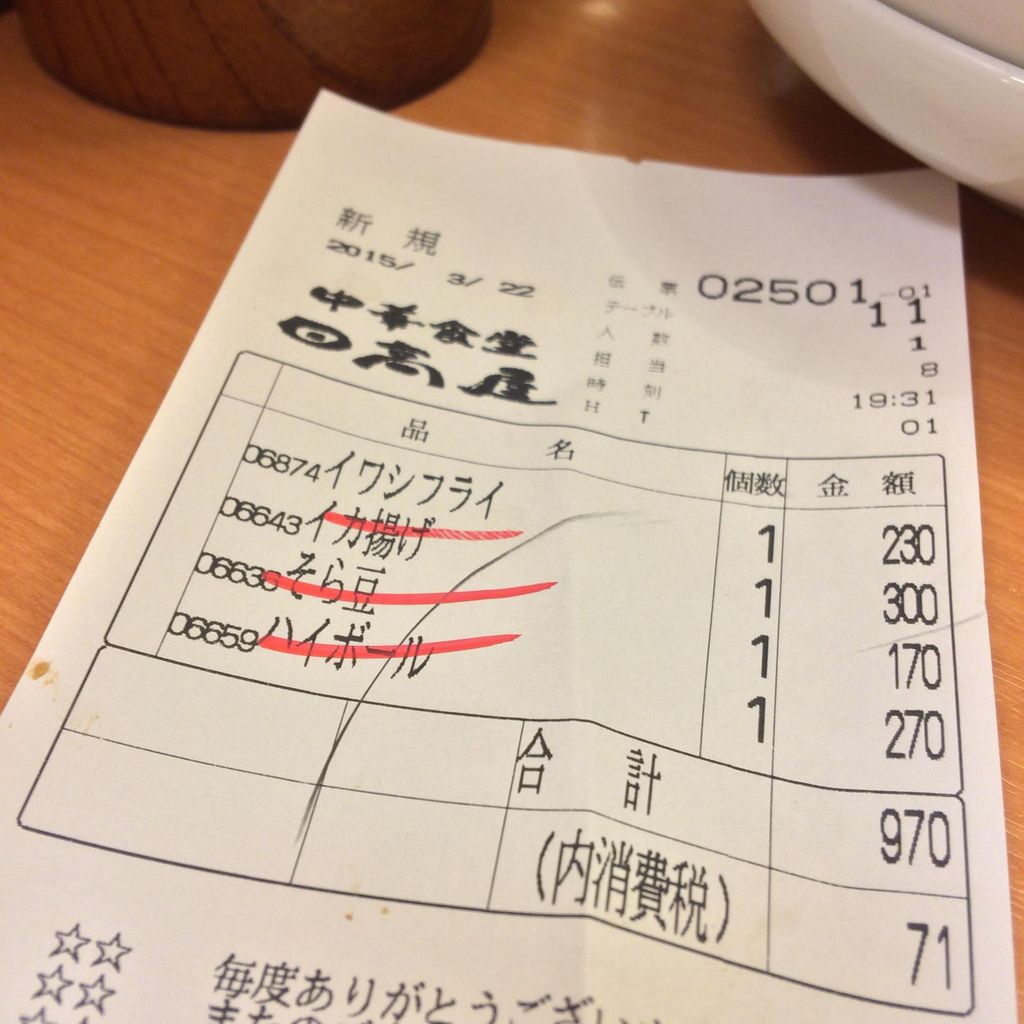 新規
2015/ 3/ 22
中華食堂
日高屋
伝票 02501-01
テーブル 11
人数 1
担当 8
時刻 19:31
HT 01
品名 個数 金額
06874イワシフライ 1 230
06643イカ揚げ 1 300
06636そら豆 1 170
06659ハイボール 1 270
合計 970
(内消費税) 71
☆☆ 毎度ありがとうござい
☆☆ また
☆☆